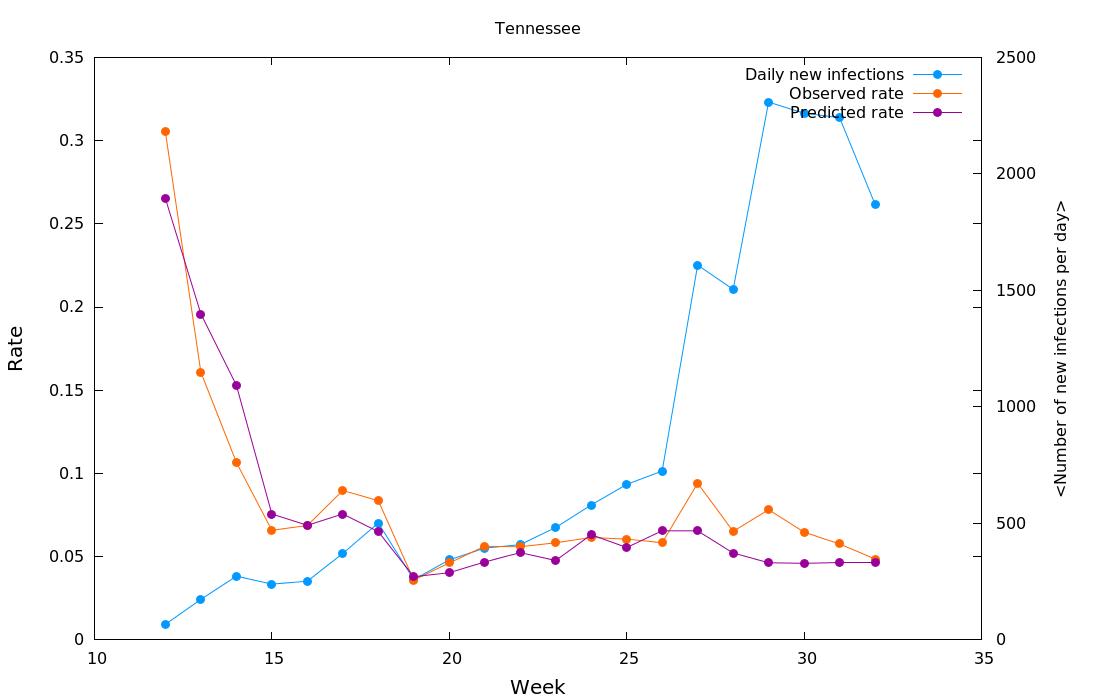 Tennessee
Daily new infections
Observed rate
Predicted rate
0.35
0.3
0.25
0.2
0.15
0.1
0.05
0
Rate
2500
2000
1500
1000
500
0
<Number of new infections per day>
10 15 20 25 30 35
Week